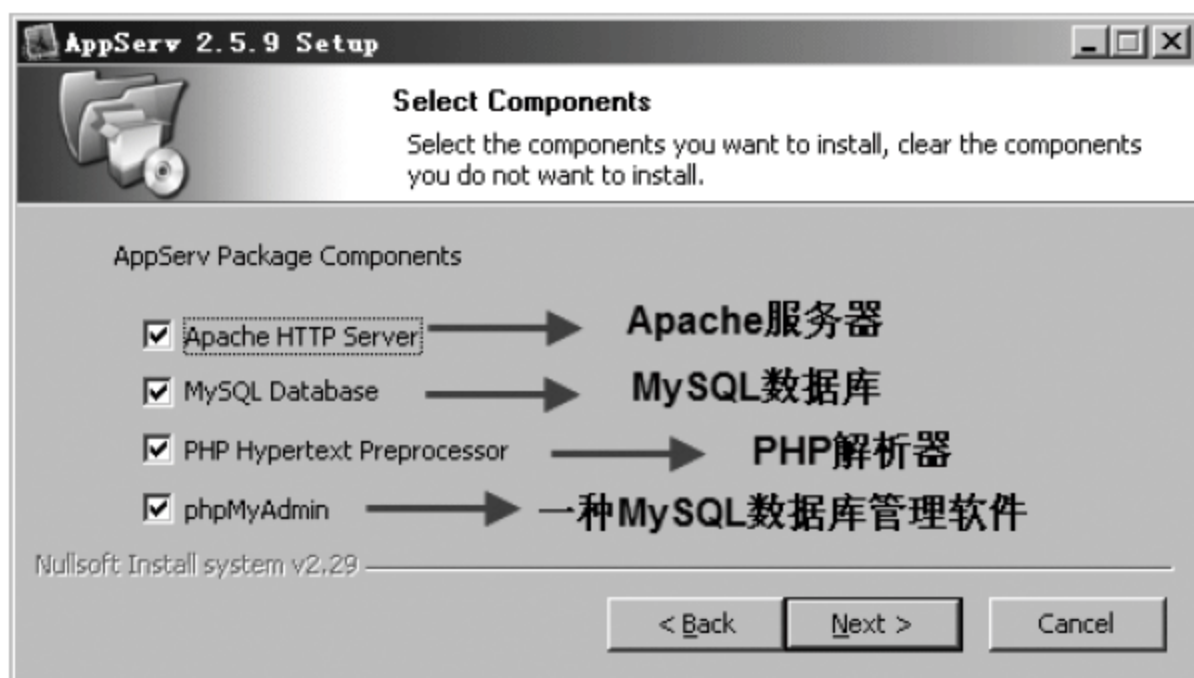 AppServ 2.5.9 Setup
Select Components
Select the components you want to install, clear the components
you do not want to install.
AppServ Package Components
Apache HTTP Server Apache服务器
MySQL Database MySQL数据库
PHP Hypertext Preprocessor PHP解析器
phpMyAdmin 一种MySQL数据库管理软件
Nullsoft Install system v2.29
< Back Next > Cancel